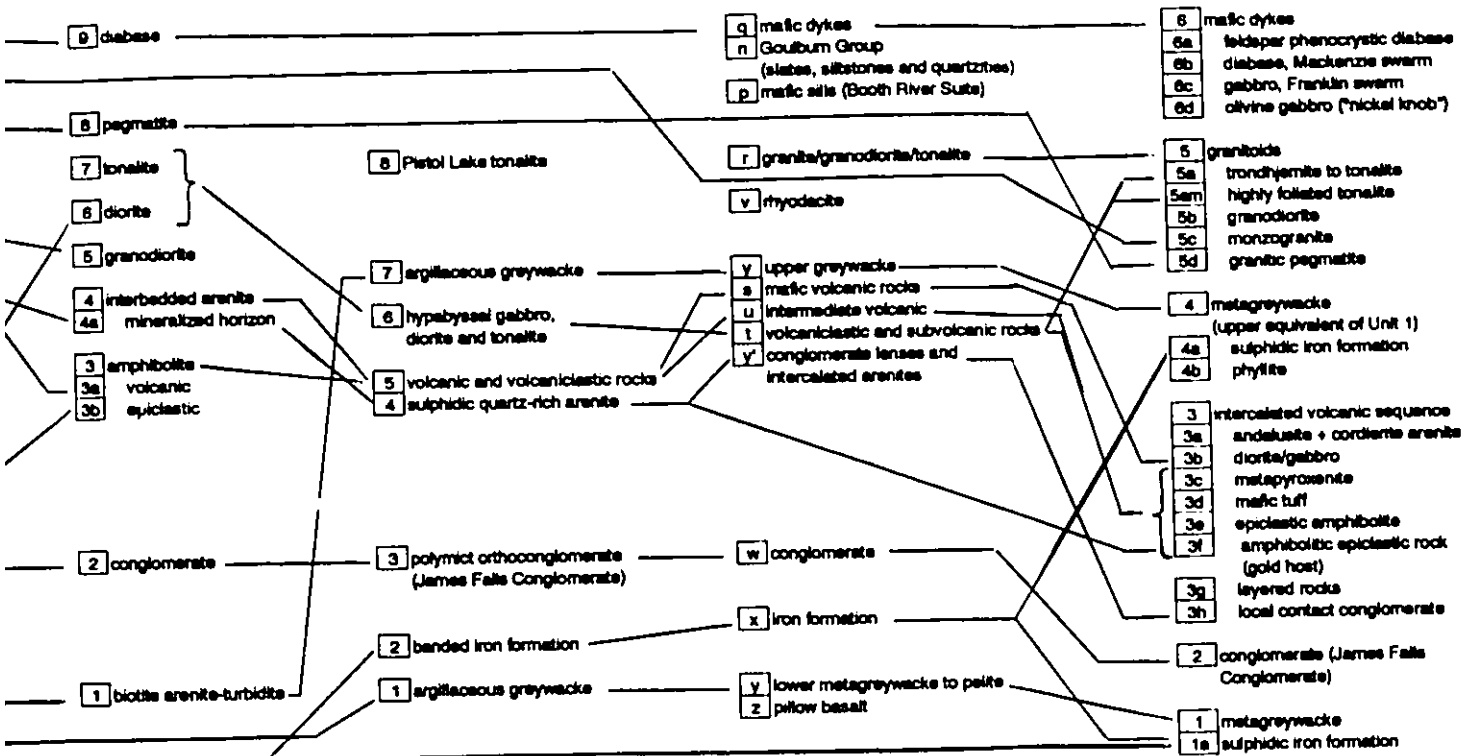 9 diabase
8 pegmatite
7 tonalite
6 diorite
5 granodiorite
4 interbedded arenite
4a mineralized horizon
3 amphibolite
3a volcanic
3b epiclastic
2 conglomerate
1 biotite arenite-turbidite
8 Pistol Lake tonalite
7 argillaceous greywacke
6 hypabyssal gabbro,
diorite and tonalite
5 volcanic and volcaniclastic rocks
4 sulphidic quartz-rich arenite
3 polymict orthoconglomerate
(James Falls Conglomerate)
2 banded iron formation
1 argillaceous greywacke
q mafic dykes
n Goulburn Group
(slates, siltstones and quartzities)
p mafic sills (Booth River Suite)
r granite/granodiorite/tonalite
v rhyodacite
y upper greywacke
s mafic volcanic rocks
u intermediate volcanic
t volcaniclastic and subvolcanic rocks
y' conglomerate lenses and
intercalated arenites
w conglomerate
x iron formation
y lower metagreywacke to pelite
z pillow basalt
6 mafic dykes
6a feldspar phenocrystic diabase
6b diabase, Mackenzie swarm
6c gabbro, Franklin swarm
6d olivine gabbro ("nickel knob")
5 granitoids
5a trondhjemite to tonalite
5am highly foliated tonalite
5b granodiorite
5c monzogranite
5d granitic pegmatite
4 metagreywacke
(upper equivalent of Unit 1)
4a sulphidic iron formation
4b phyllite
3 intercalated volcanic sequence
3a andalusite + cordierite arenite
3b diorite/gabbro
3c metapyroxenite
3d mafic tuff
3e epiclastic amphibolite
3f amphibolitic epiclastic rock
(gold host)
3g layered rocks
3h local contact conglomerate
2 conglomerate (James Falls
Conglomerate)
1 metagreywacke
1a sulphidic iron formation